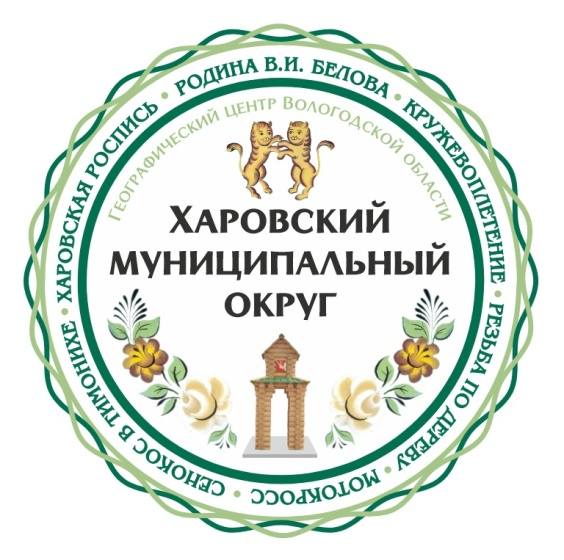 РОДИНА В.И. БЕЛОВА · КРУЖЕВОПЛЕТЕНИЕ · РЕЗЬБА ПО ДЕРЕВУ · МОТОКРОСС · СЕНОКОС В ТИМОНИХЕ · ХАРОВСКАЯ РОСПИСЬ ·
ГЕОГРАФИЧЕСКИЙ ЦЕНТР ВОЛОГОДСКОЙ ОБЛАСТИ
ХАРОВСКИЙ
МУНИЦИПАЛЬНЫЙ
ОКРУГ